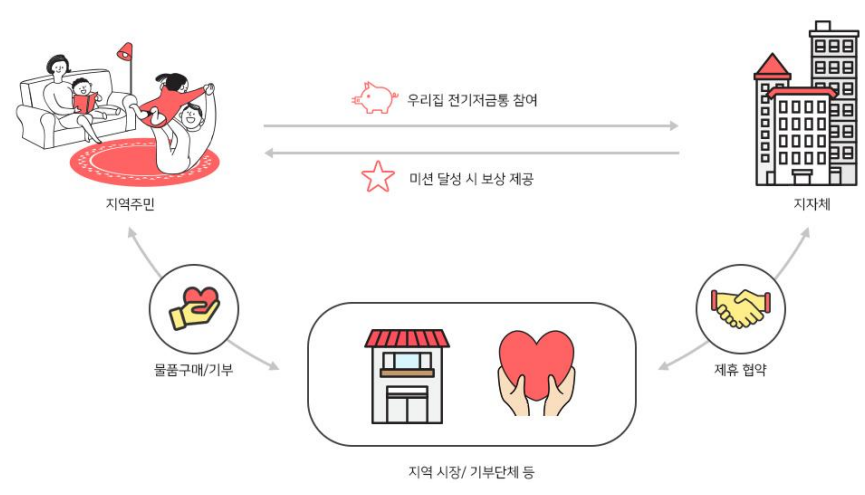 우리집 전기저금통 참여
미션 달성 시 보상 제공
지역주민
지자체
물품구매/기부
제휴 협약
지역 시장/ 기부단체 등